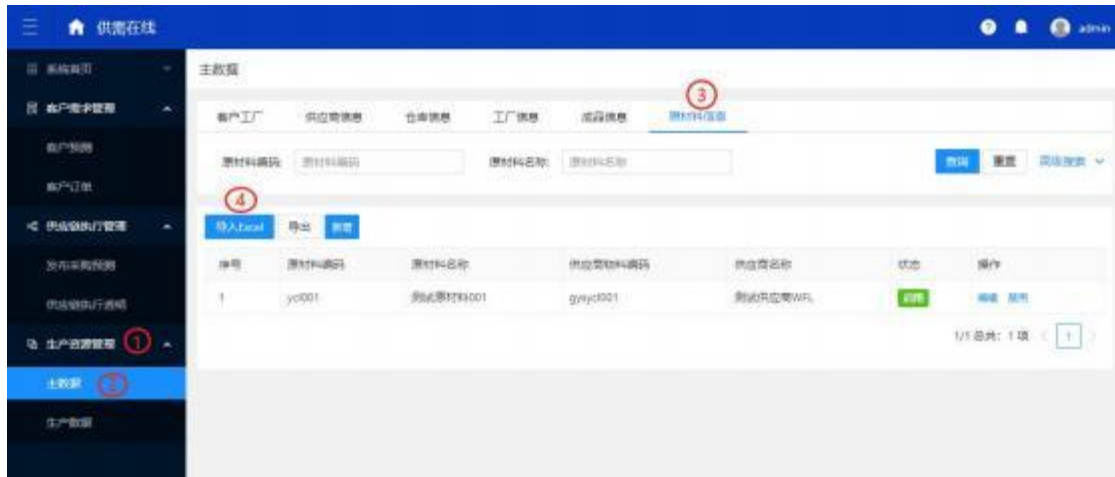 供需在线
admin
系统首页
主数据
客户需求管理
③
客户工厂 供应商信息 仓库信息 工厂信息 成品信息 原材料信息
客户预测
原材料编码: 原材料编码 原材料名称: 原材料名称 查询 重置 高级搜索
客户订单
④
供应链执行管理
导入Excel 导出 新增
发布采购预测
序号 原材料编码 原材料名称 供应商物料编码 供应商名称 状态 操作
供应链执行透明
1 ycl001 测试原材料001 gysycl001 测试供应商WFL 启用 编辑 禁用
生产资源管理 ①
1/1 总共: 1 项 1
主数据 ②
生产数据